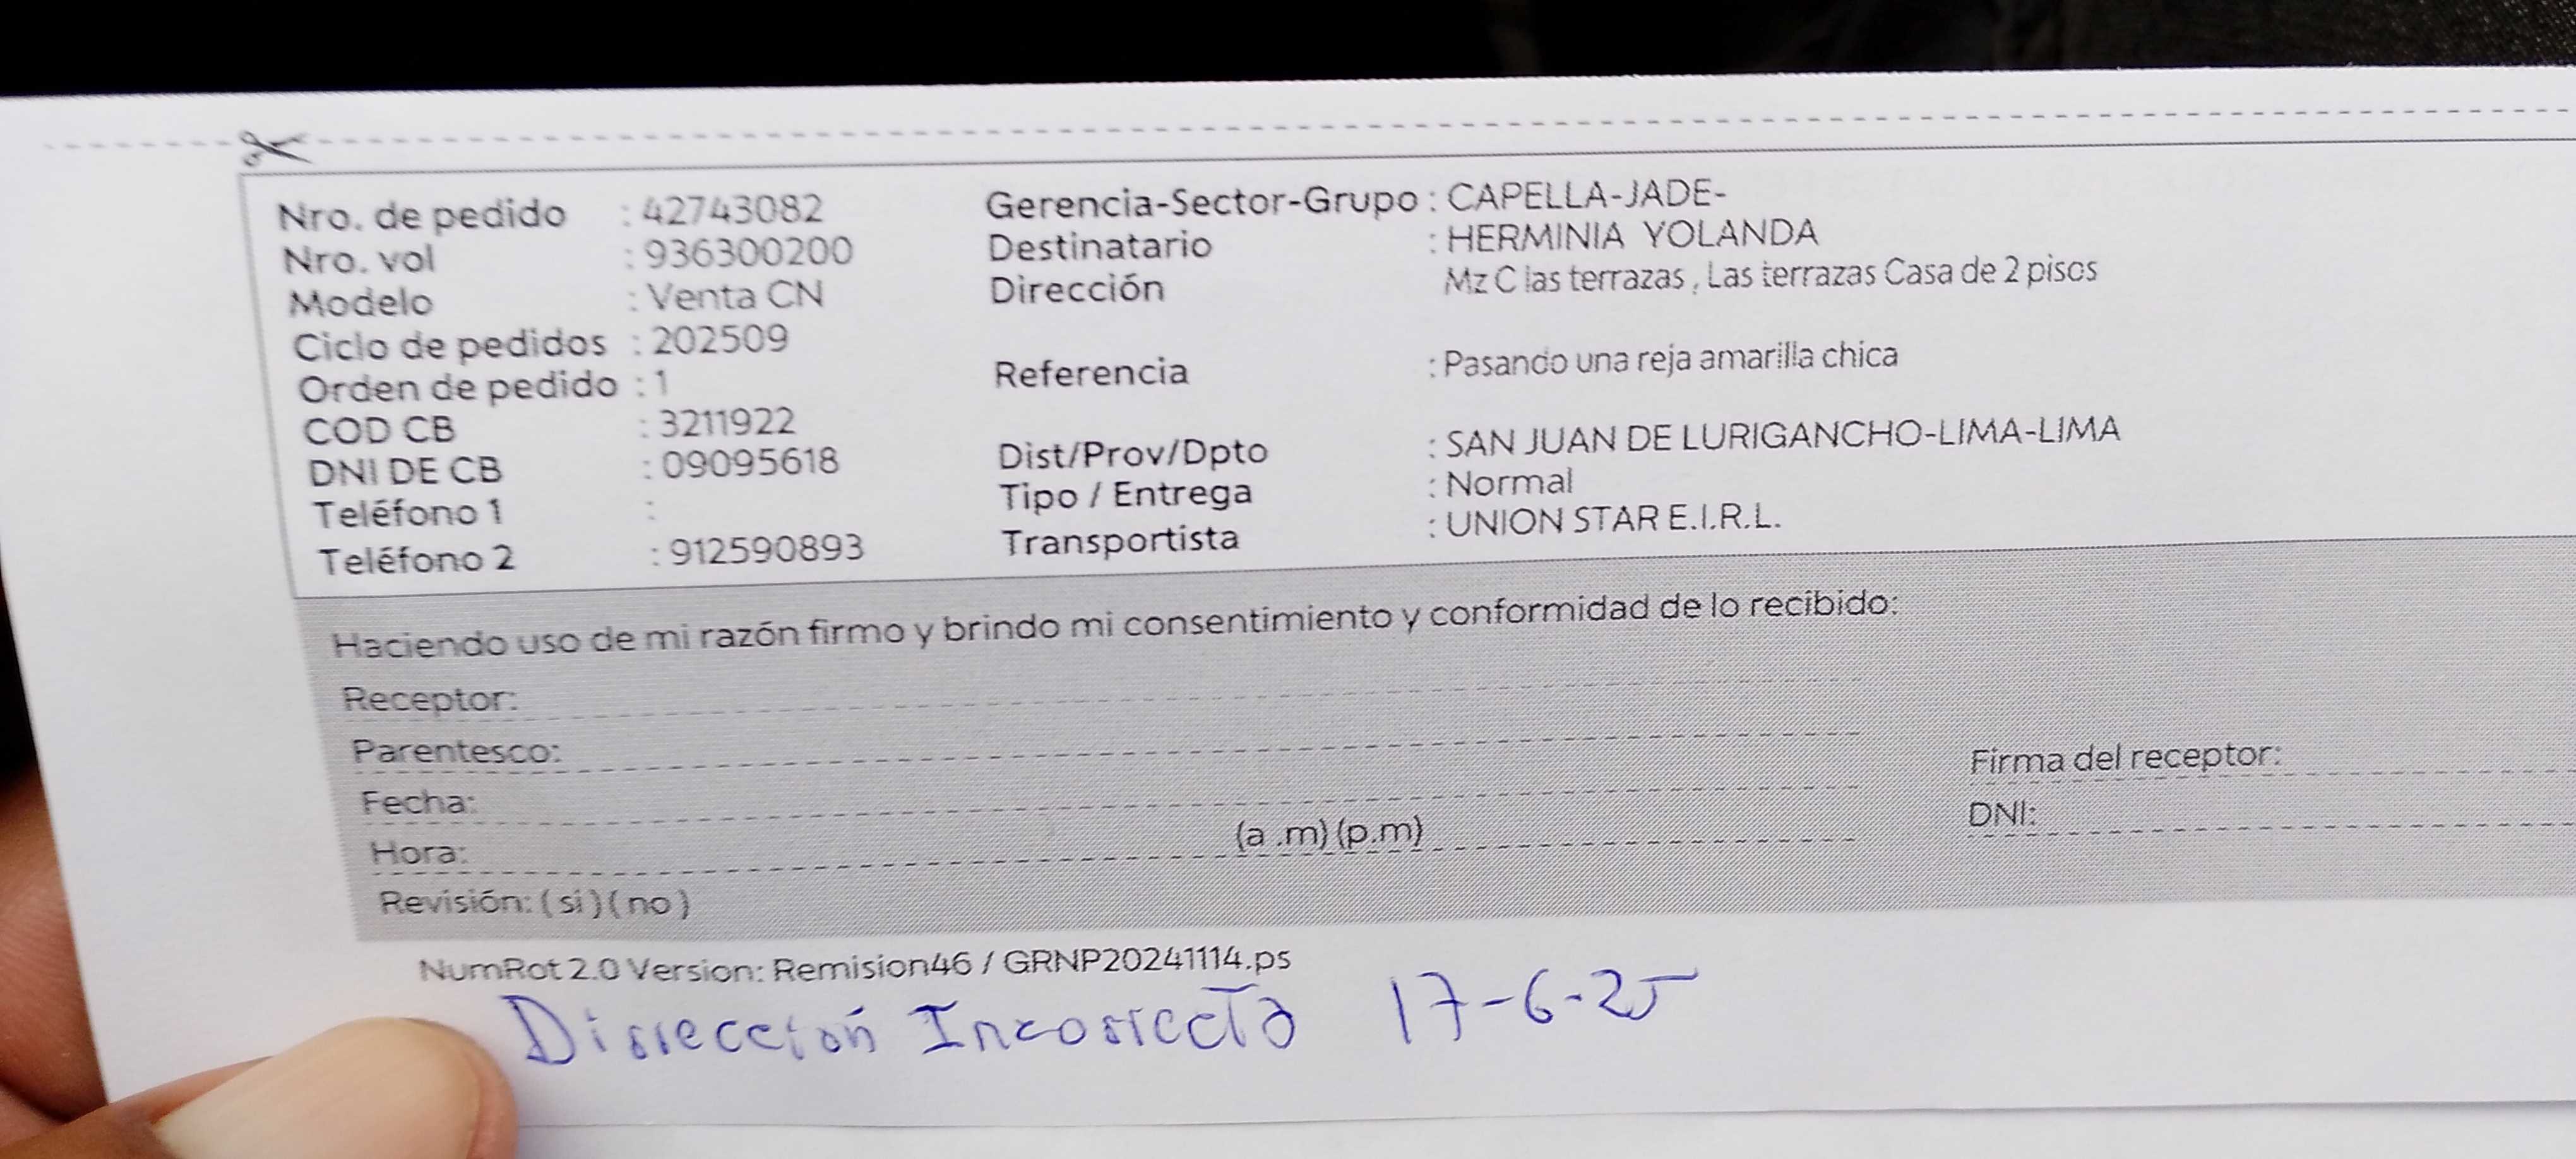 Nro. de pedido : 42743082
Nro. vol : 936300200
Modelo : Venta CN
Ciclo de pedidos : 202509
Orden de pedido : 1
COD CB : 3211922
DNI DE CB : 09095618
Teléfono 1 :
Teléfono 2 : 912590893
Gerencia-Sector-Grupo : CAPELLA-JADE-
Destinatario : HERMINIA YOLANDA
Dirección Mz C las terrazas , Las terrazas Casa de 2 pisos
Referencia : Pasando una reja amarilla chica
Dist/Prov/Dpto : SAN JUAN DE LURIGANCHO-LIMA-LIMA
Tipo / Entrega : Normal
Transportista : UNION STAR E.I.R.L.
Haciendo uso de mi razón firmo y brindo mi consentimiento y conformidad de lo recibido:
Receptor:
Parentesco:
Fecha:
Hora: (a .m) (p.m)
Revisión: ( si ) ( no )
Firma del receptor:
DNI:
NumRot 2.0 Version: Remision46 / GRNP20241114.ps
Dirección Incorrecta 17-6-25